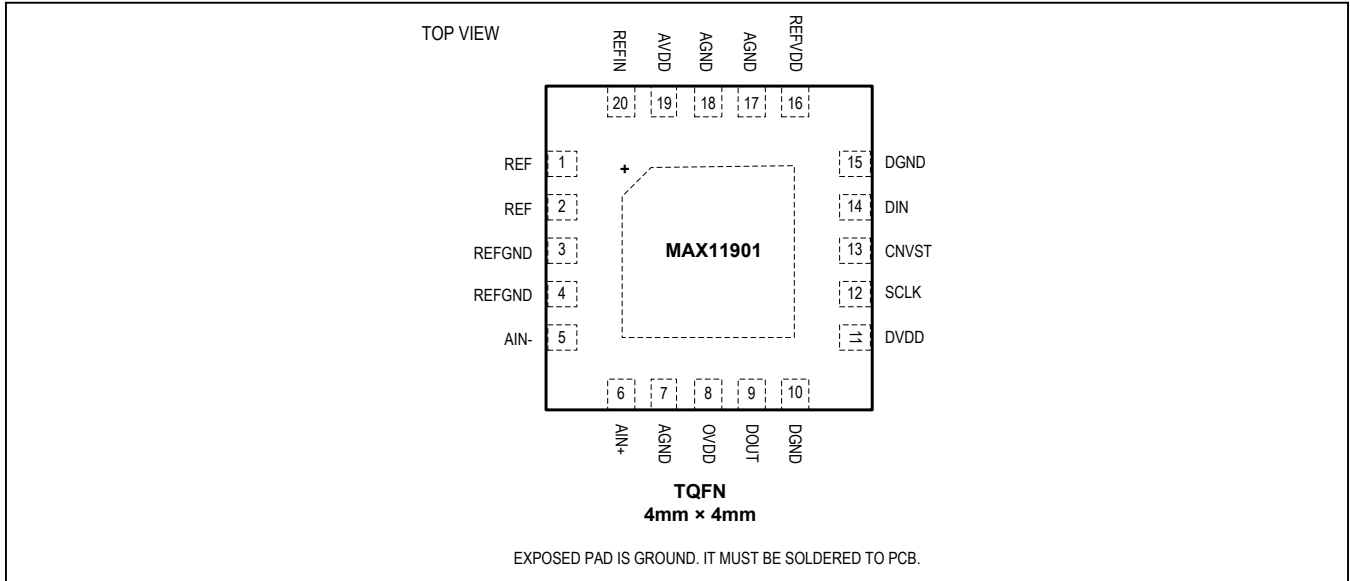 TOP VIEW
REFIN
AVDD
AGND
AGND
REFVDD
20
19
18
17
16
REF 1
REF 2
REFGND 3
REFGND 4
AIN- 5
+
MAX11901
15 DGND
14 DIN
13 CNVST
12 SCLK
11 DVDD
6
7
8
9
10
AIN+
AGND
OVDD
DOUT
DGND
TQFN
4mm × 4mm
EXPOSED PAD IS GROUND. IT MUST BE SOLDERED TO PCB.